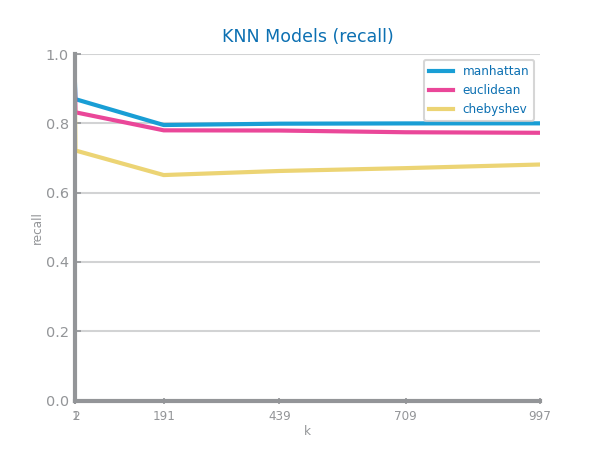 KNN Models (recall)
1.0
manhattan
euclidean
chebyshev
0.8
0.6
recall
0.4
0.2
0.0
1 2 191 439 709 997
k